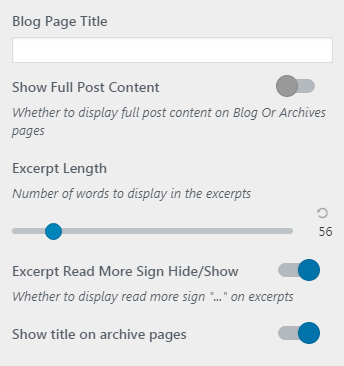 Blog Page Title
Show Full Post Content
Whether to display full post content on Blog Or Archives
pages
Excerpt Length
Number of words to display in the excerpts
56
Excerpt Read More Sign Hide/Show
Whether to display read more sign "..." on excerpts
Show title on archive pages